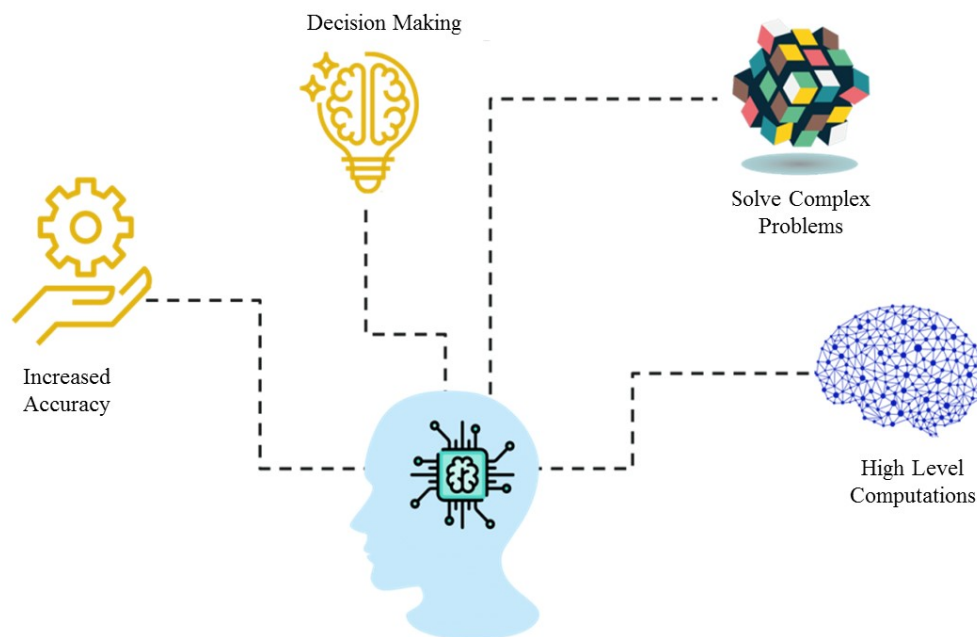 Decision Making
Solve Complex
Problems
Increased
Accuracy
High Level
Computations